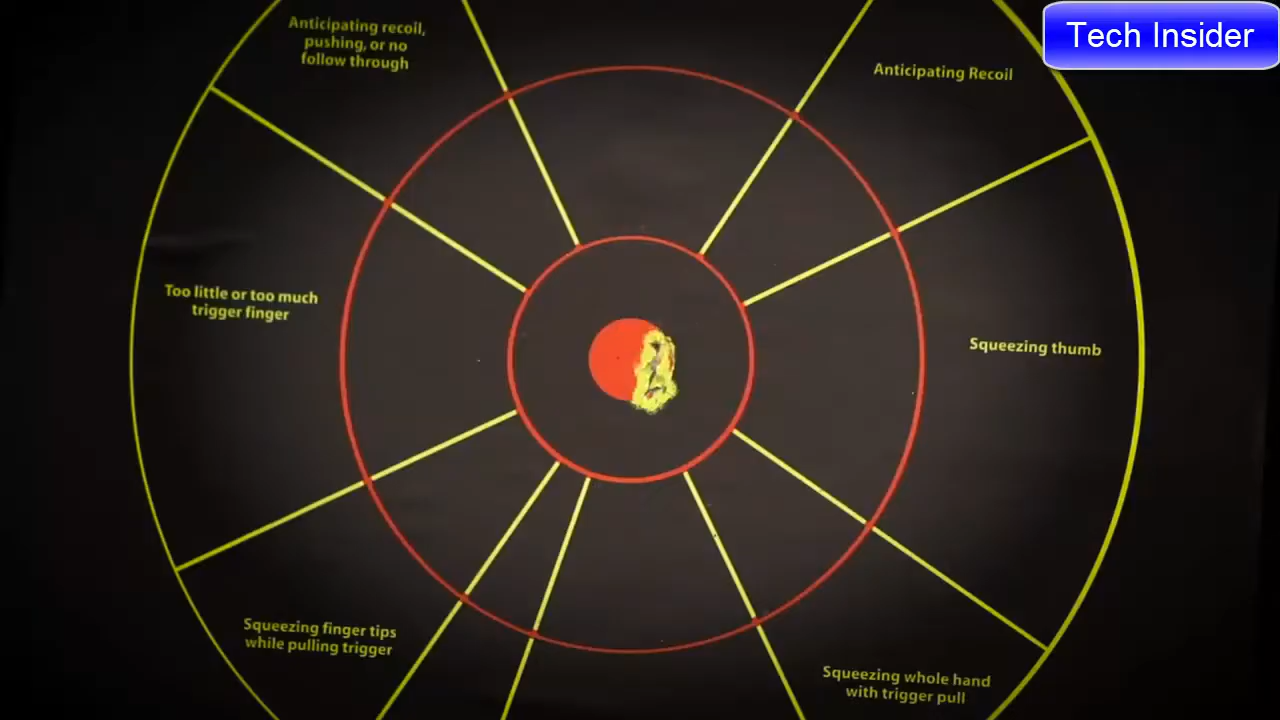 Tech Insider
Anticipating recoil,
pushing, or no
follow through
Anticipating Recoil
Too little or too much
trigger finger
Squeezing thumb
Squeezing finger tips
while pulling trigger
Squeezing whole hand
with trigger pull